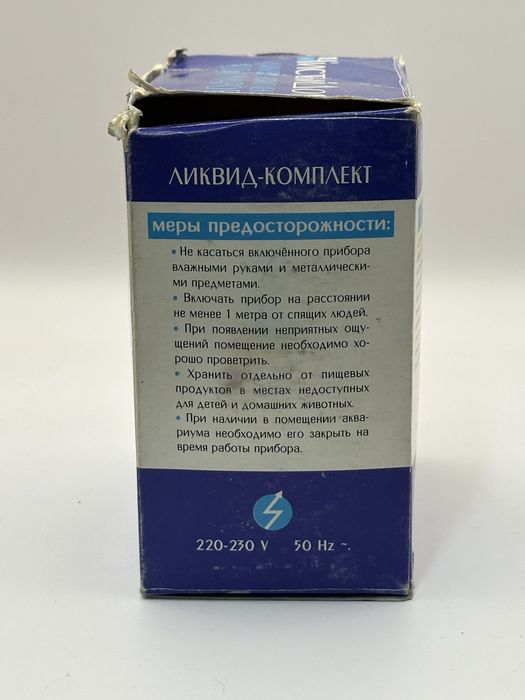 ЛИКВИД-КОМПЛЕКТ
меры предосторожности:
• Не касаться включённого прибора
влажными руками и металлически-
ми предметами.
• Включать прибор на расстоянии
не менее 1 метра от спящих людей.
• При появлении неприятных ощу-
щений помещение необходимо хо-
рошо проветрить.
• Хранить отдельно от пищевых
продуктов в местах недоступных
для детей и домашних животных.
• При наличии в помещении аква-
риума необходимо его закрыть на
время работы прибора.
220-230 V 50 Hz ~.